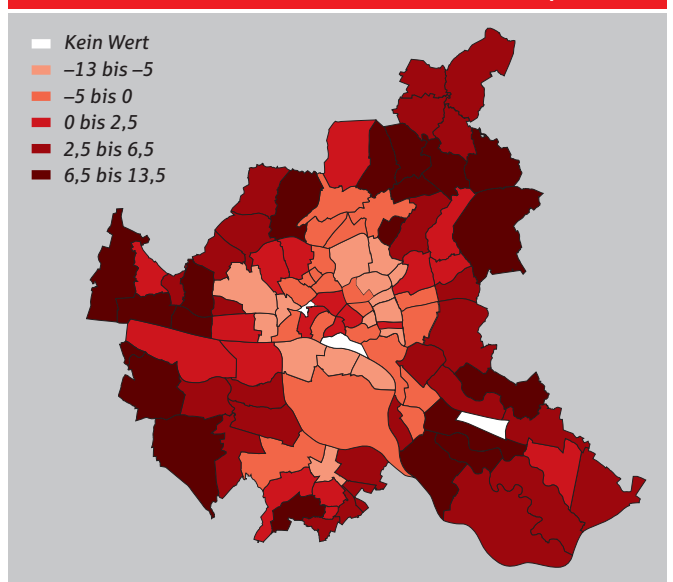 Kein Wert
–13 bis –5
–5 bis 0
0 bis 2,5
2,5 bis 6,5
6,5 bis 13,5